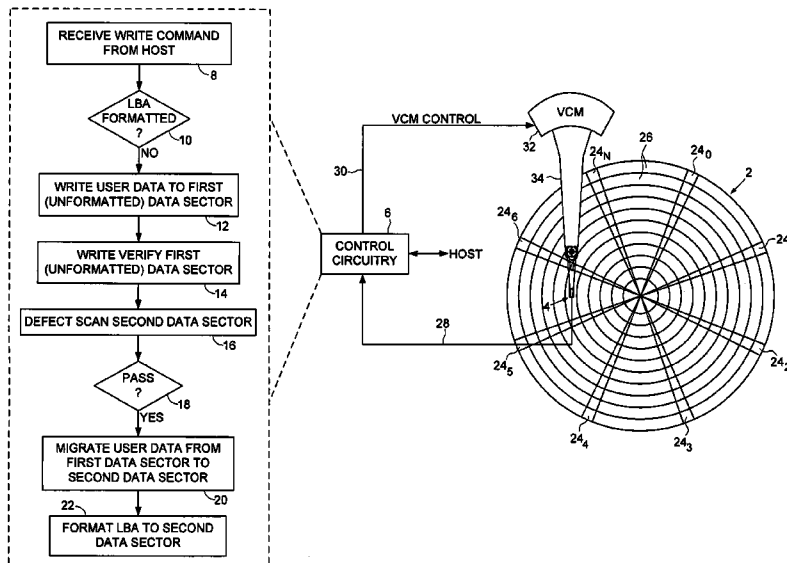 RECEIVE WRITE COMMAND
FROM HOST
8
LBA
FORMATTED
?
10
NO
WRITE USER DATA TO FIRST
(UNFORMATTED) DATA SECTOR
12
WRITE VERIFY FIRST
(UNFORMATTED) DATA SECTOR
14
DEFECT SCAN SECOND DATA SECTOR
16
PASS
?
18
YES
MIGRATE USER DATA FROM
FIRST DATA SECTOR TO
SECOND DATA SECTOR
20
22
FORMAT LBA TO SECOND
DATA SECTOR
VCM CONTROL
30
6
CONTROL
CIRCUITRY
HOST
28
VCM
32
34
24N
26
240
2
246
24
4
245
242
244
243